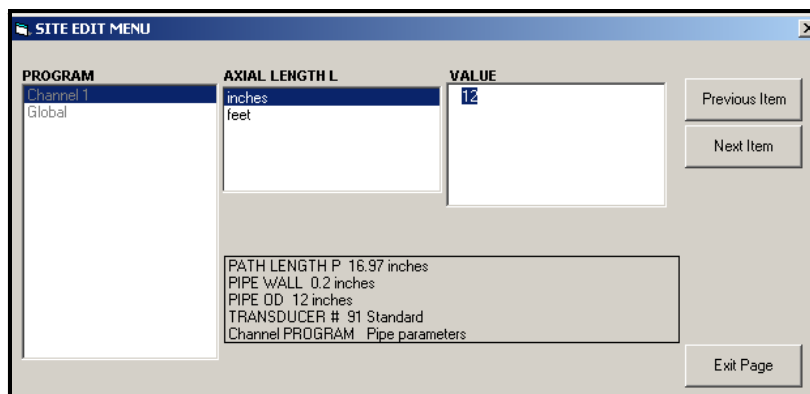 SITE EDIT MENU
PROGRAM
Channel 1
Global
AXIAL LENGTH L
inches
feet
VALUE
12
Previous Item
Next Item
PATH LENGTH P 16.97 inches
PIPE WALL 0.2 inches
PIPE OD 12 inches
TRANSDUCER # 91 Standard
Channel PROGRAM Pipe parameters
Exit Page